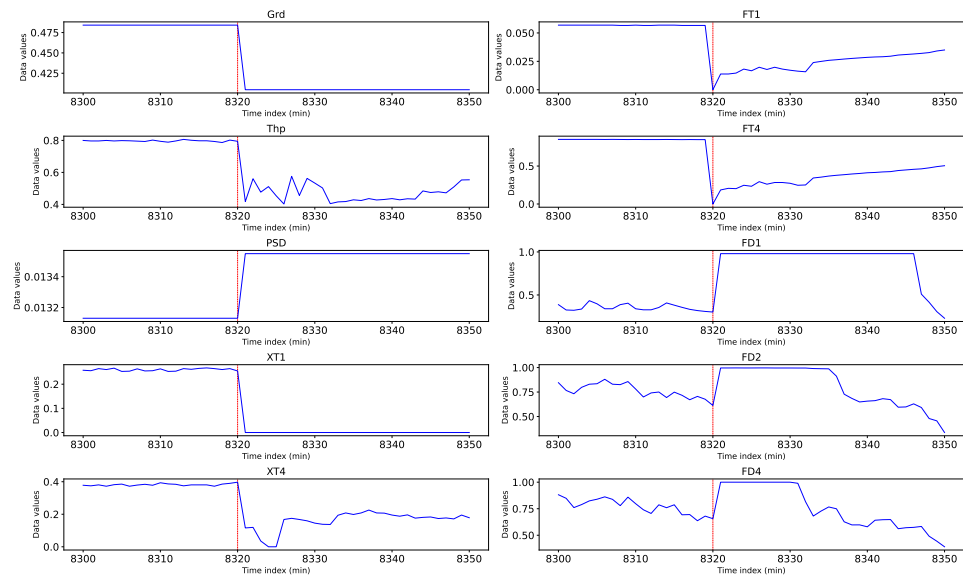 Grd
Data values
0.475
0.450
0.425
8300 8310 8320 8330 8340 8350
Time index (min)
FT1
Data values
0.050
0.025
0.000
8300 8310 8320 8330 8340 8350
Time index (min)
Thp
Data values
0.8
0.6
0.4
8300 8310 8320 8330 8340 8350
Time index (min)
FT4
Data values
0.5
0.0
8300 8310 8320 8330 8340 8350
Time index (min)
PSD
Data values
0.0134
0.0132
8300 8310 8320 8330 8340 8350
Time index (min)
FD1
Data values
1.0
0.5
8300 8310 8320 8330 8340 8350
Time index (min)
XT1
Data values
0.2
0.0
8300 8310 8320 8330 8340 8350
Time index (min)
FD2
Data values
1.00
0.75
0.50
8300 8310 8320 8330 8340 8350
Time index (min)
XT4
Data values
0.4
0.2
0.0
8300 8310 8320 8330 8340 8350
Time index (min)
FD4
Data values
1.00
0.75
0.50
8300 8310 8320 8330 8340 8350
Time index (min)